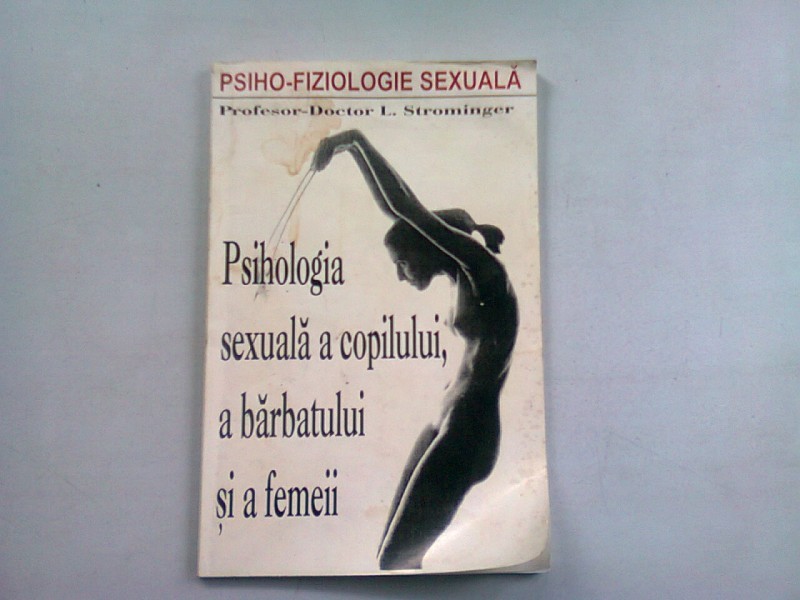 PSIHO-FIZIOLOGIE SEXUALĂ
Profesor-Doctor L. Strominger
Psihologia
sexuală a copilului,
a bărbatului
și a femeii